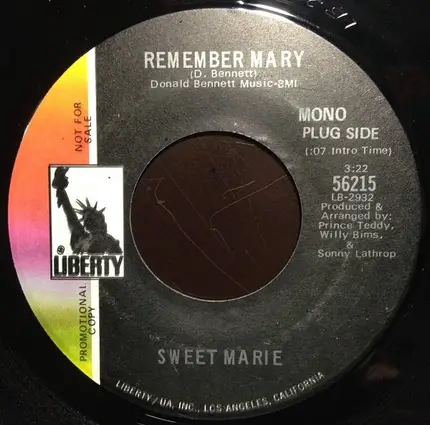 REMEMBER MARY
(D. Bennett)
Donald Bennett Music-BMI
NOT FOR
SALE
MONO
PLUG SIDE
(:07 Intro Time)
3:22
56215
LB-2932
Produced &
Arranged by:
Prince Teddy,
Willy Bims,
&
Sonny Lathrop
LIBERTY
PROMOTIONAL
COPY
SWEET MARIE
LIBERTY/UA, INC., LOS ANGELES, CALIFORNIA